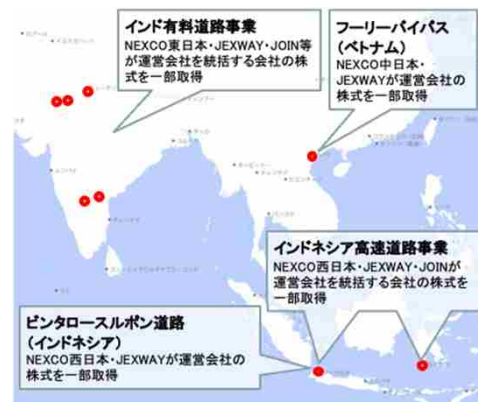 インド有料道路事業
NEXCO東日本・JEXWAY・JOIN等
が運営会社を統括する会社の株
式を一部取得
フーリーバイパス
(ベトナム)
NEXCO中日本・
JEXWAYが運営会社の
株式を一部取得
インドネシア高速道路事業
NEXCO西日本・JEXWAY・JOINが
運営会社を統括する会社の株式を
一部取得
ビンタロースルポン道路
(インドネシア)
NEXCO西日本・JEXWAYが運営会社の
株式を一部取得